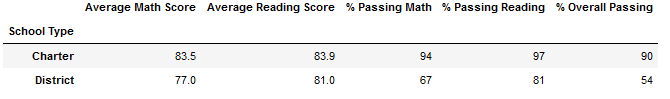 Average Math Score Average Reading Score % Passing Math % Passing Reading % Overall Passing
School Type
Charter 83.5 83.9 94 97 90
District 77.0 81.0 67 81 54